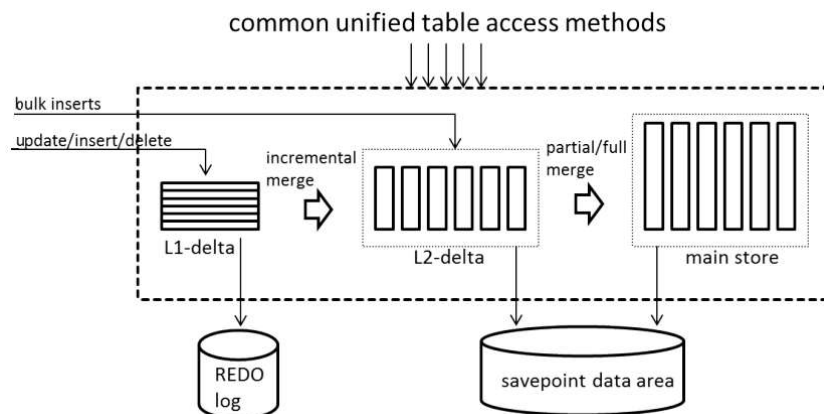 common unified table access methods
bulk inserts
update/insert/delete
incremental
merge
partial/full
merge
L1-delta
L2-delta
main store
REDO
log
savepoint data area